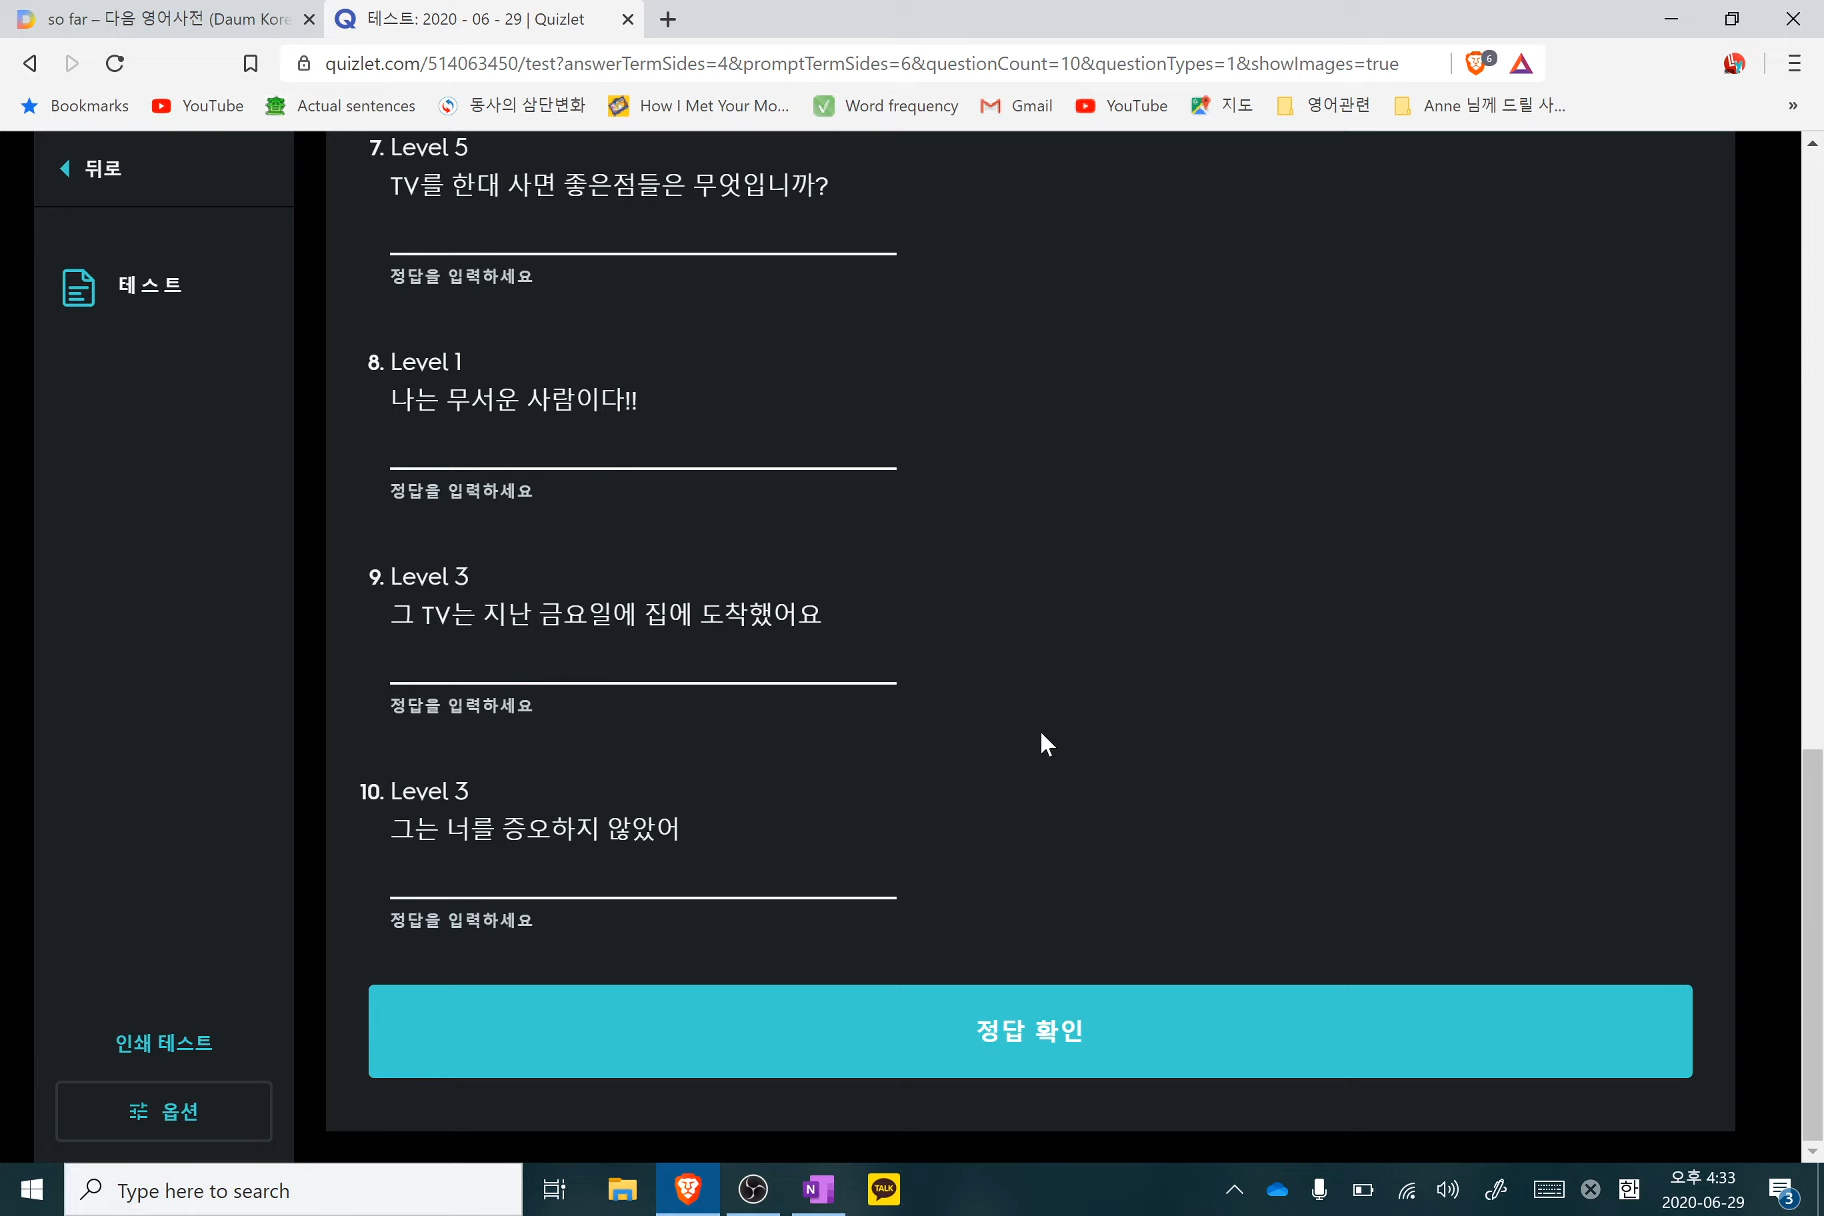 so far – 다음 영어사전 (Daum Kore
테스트: 2020 - 06 - 29 | Quizlet
quizlet.com/514063450/test?answerTermSides=4&promptTermSides=6&questionCount=10&questionTypes=1&showImages=true
6
Bookmarks
YouTube
Actual sentences
동사의 삼단변화
How I Met Your Mo...
Word frequency
Gmail
YouTube
지도
영어관련
Anne 님께 드릴 사...
»
뒤로
테스트
7. Level 5
TV를 한대 사면 좋은점들은 무엇입니까?
정답을 입력하세요
8. Level 1
나는 무서운 사람이다!!
정답을 입력하세요
9. Level 3
그 TV는 지난 금요일에 집에 도착했어요
정답을 입력하세요
10. Level 3
그는 너를 증오하지 않았어
정답을 입력하세요
정답 확인
인쇄 테스트
옵션
Type here to search
N
TALK
한
오후 4:33
2020-06-29
3